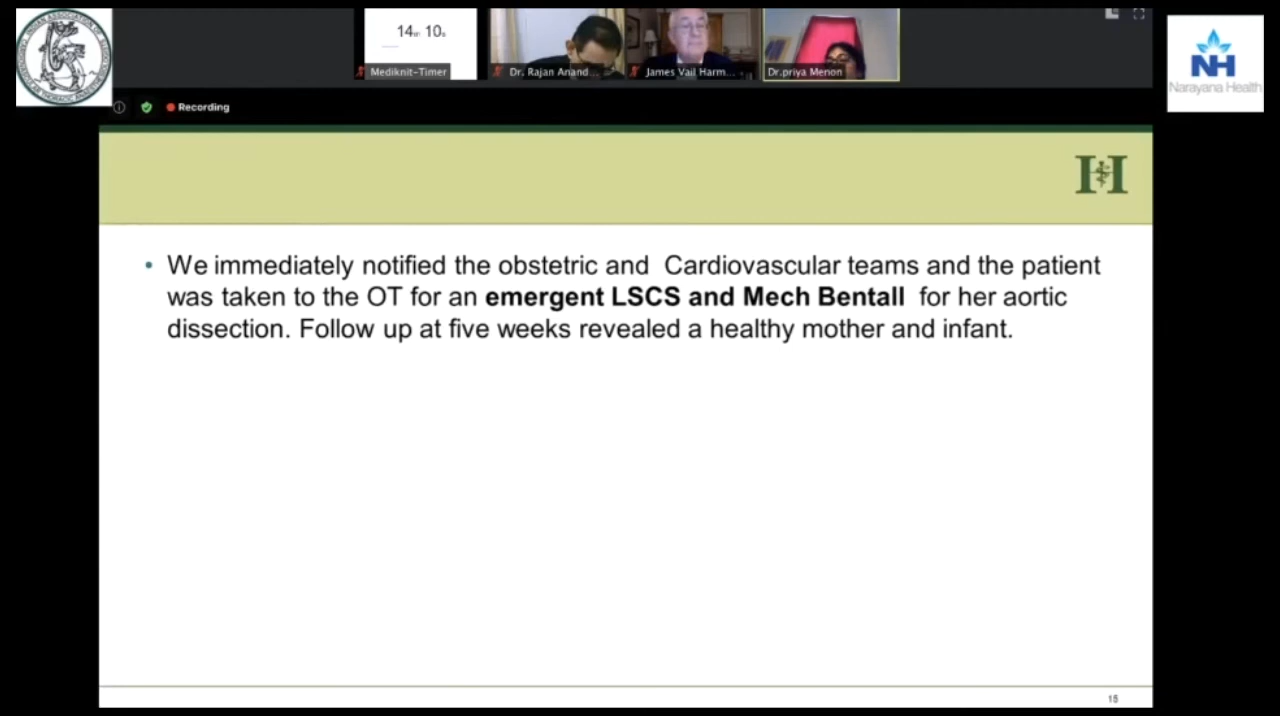 14m 10s
Mediknit-Timer
Dr. Rajan Anand...
James Vail Harm...
Dr.priya Menon
NH
Narayana Health
Recording
H
• We immediately notified the obstetric and Cardiovascular teams and the patient
was taken to the OT for an emergent LSCS and Mech Bentall for her aortic
dissection. Follow up at five weeks revealed a healthy mother and infant.
15